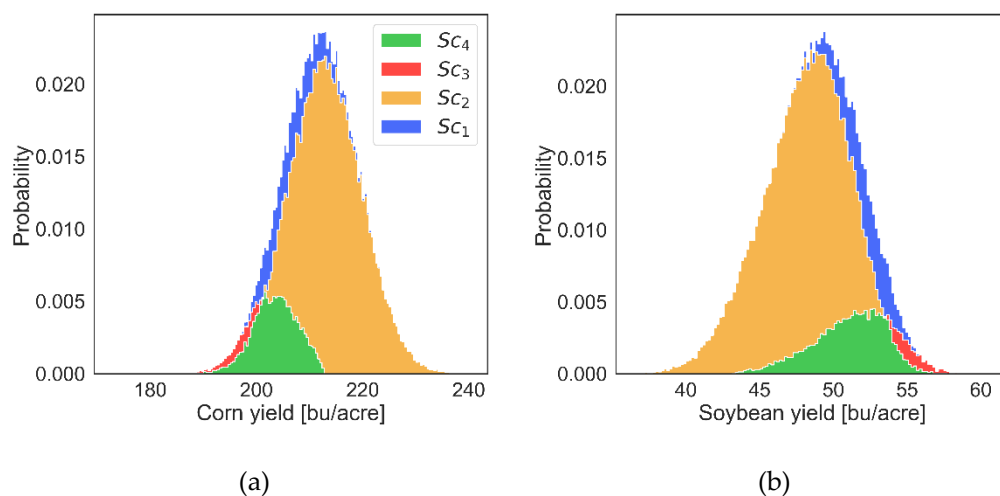 0.020
0.015
0.010
0.005
0.000
Probability
180
200
220
240
Corn yield [bu/acre]
Sc4
Sc3
Sc2
Sc1
(a)
0.020
0.015
0.010
0.005
0.000
Probability
40
45
50
55
60
Soybean yield [bu/acre]
(b)